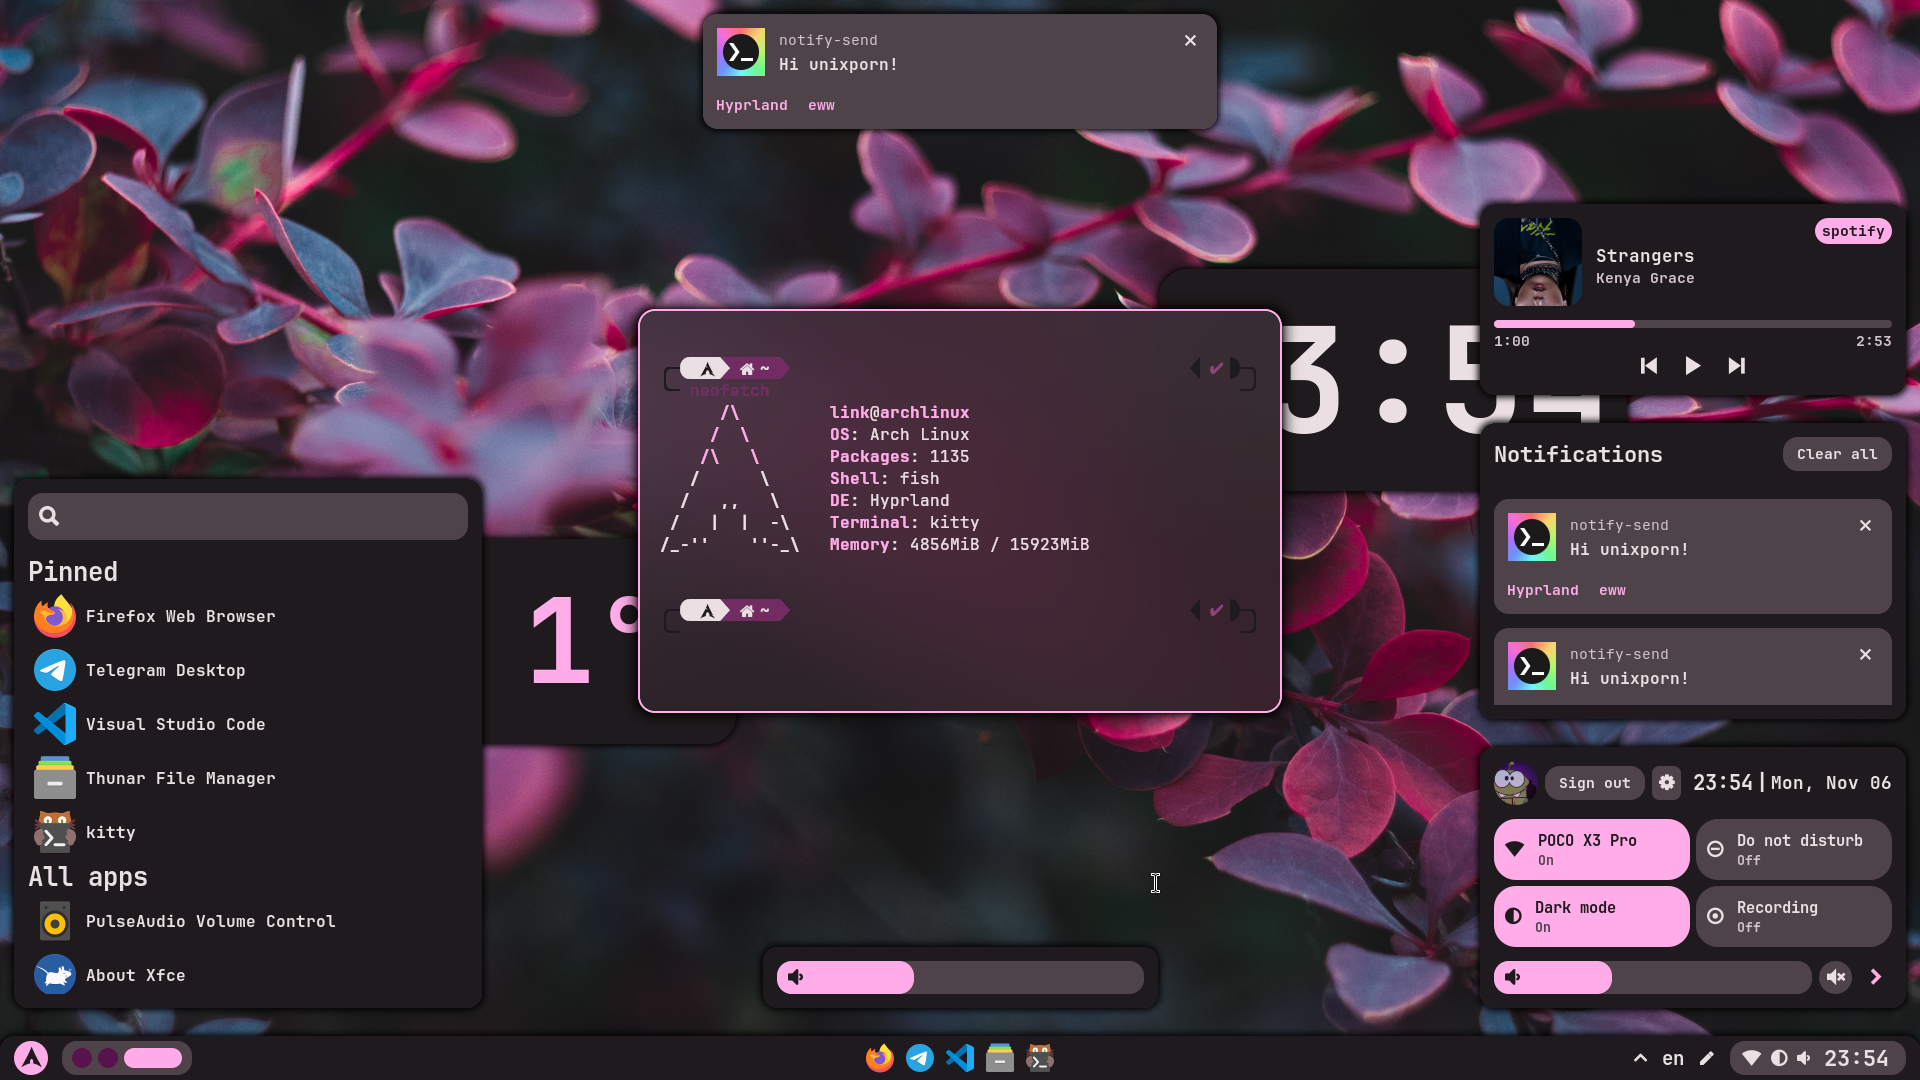 notify-send
Hi unixporn!
Hyprland eww
spotify
Strangers
Kenya Grace
1:00 2:53
3:54
Notifications
Clear all
notify-send
Hi unixporn!
Hyprland eww
notify-send
Hi unixporn!
~
neofetch
link@archlinux
OS: Arch Linux
Packages: 1135
Shell: fish
DE: Hyprland
Terminal: kitty
Memory: 4856MiB / 15923MiB
~
1°
Pinned
Firefox Web Browser
Telegram Desktop
Visual Studio Code
Thunar File Manager
kitty
All apps
PulseAudio Volume Control
About Xfce
Sign out
23:54 | Mon, Nov 06
POCO X3 Pro
On
Do not disturb
Off
Dark mode
On
Recording
Off
en
23:54